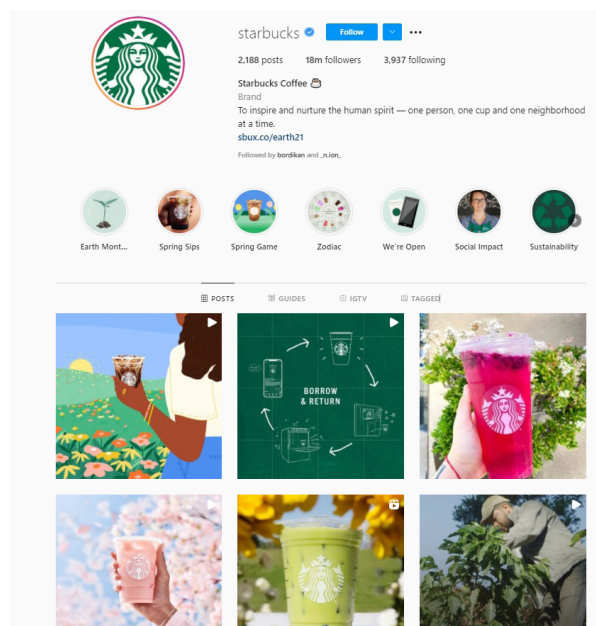 starbucks Follow
2,188 posts 18m followers 3,937 following
Starbucks Coffee
Brand
To inspire and nurture the human spirit — one person, one cup and one neighborhood
at a time.
sbux.co/earth21
Followed by bordikan and _n.ion_
Earth Mont... Spring Sips Spring Game Zodiac We're Open Social Impact Sustainability
POSTS GUIDES IGTV TAGGED
BORROW
& RETURN